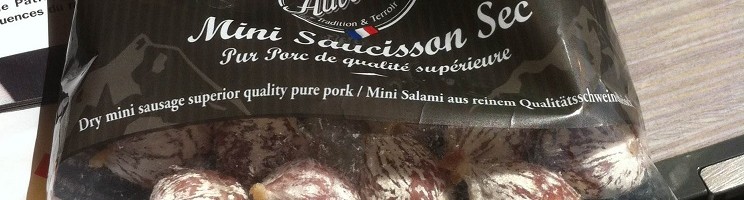 Tradition & Terroir
Mini Saucisson Sec
Pur Porc de qualité supérieure
Dry mini sausage superior quality pure pork / Mini Salami aus reinem